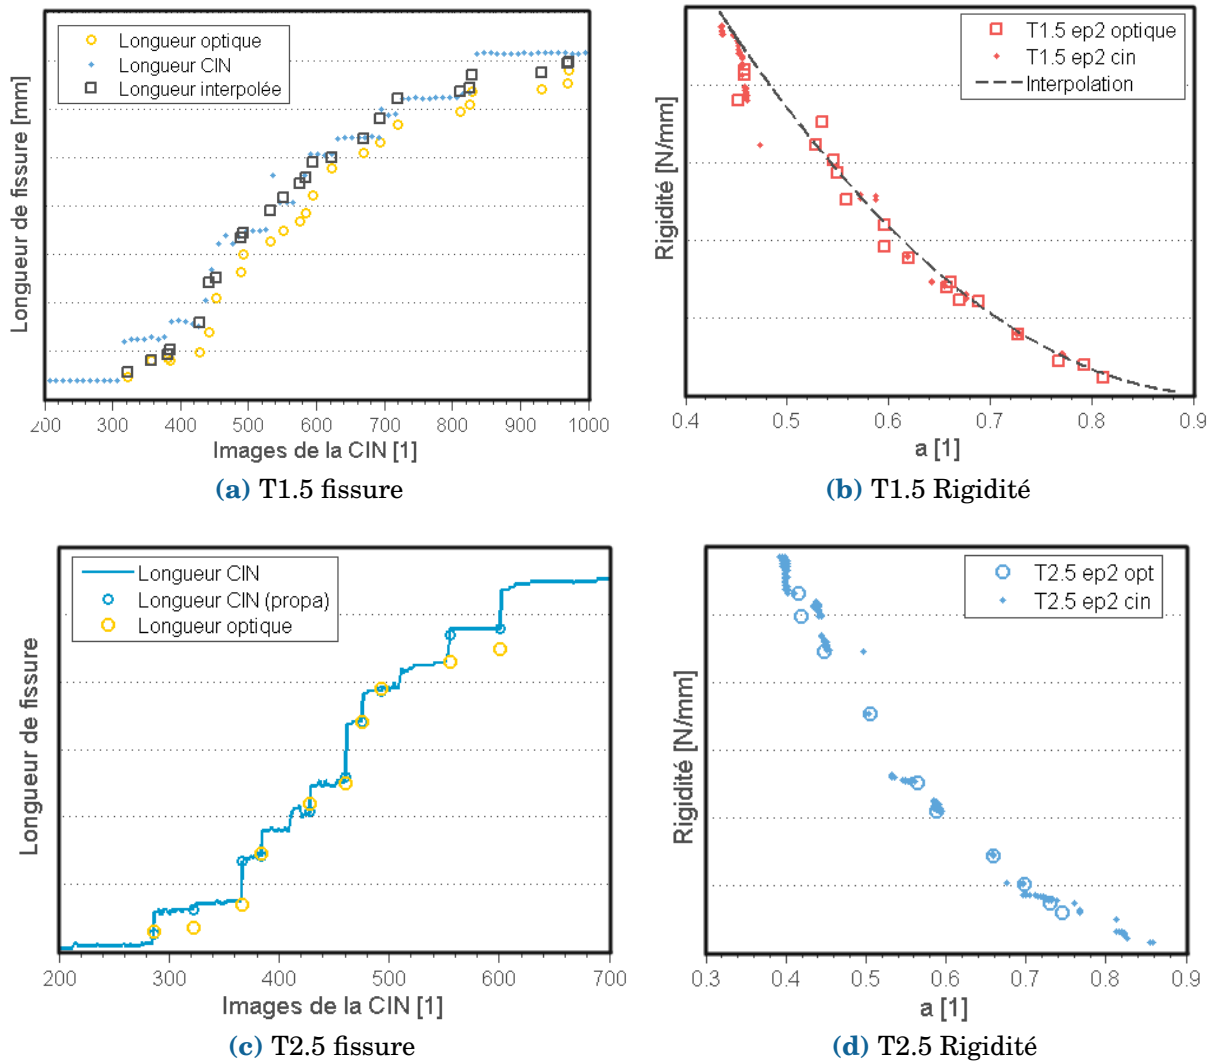 Longueur optique
Longueur CIN
Longueur interpolée
Longueur de fissure [mm]
200 300 400 500 600 700 800 900 1000
Images de la CIN [1]
(a) T1.5 fissure
T1.5 ep2 optique
T1.5 ep2 cin
Interpolation
Rigidité [N/mm]
0.4 0.5 0.6 0.7 0.8 0.9
a [1]
(b) T1.5 Rigidité
Longueur CIN
Longueur CIN (propa)
Longueur optique
Longueur de fissure
200 300 400 500 600 700
Images de la CIN [1]
(c) T2.5 fissure
T2.5 ep2 opt
T2.5 ep2 cin
Rigidité [N/mm]
0.3 0.4 0.5 0.6 0.7 0.8 0.9
a [1]
(d) T2.5 Rigidité